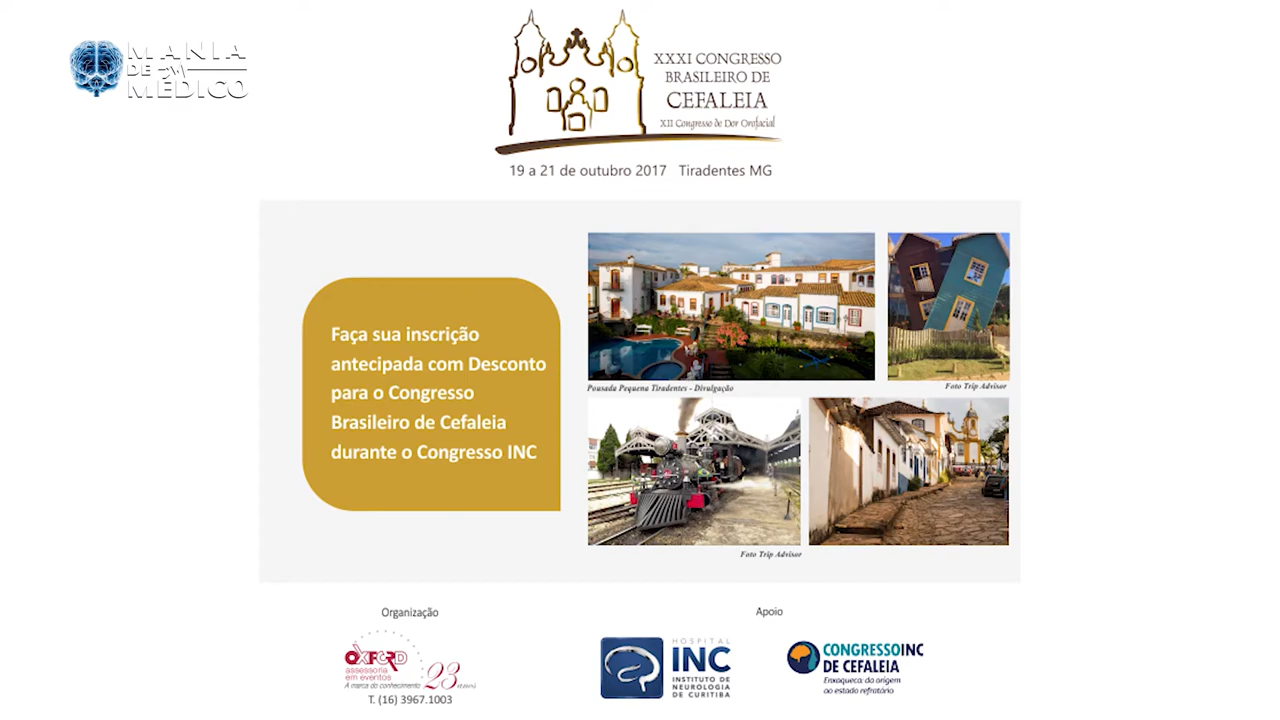 MANIA
DE
MÉDICO
XXXI CONGRESSO
BRASILEIRO DE
CEFALEIA
XII Congresso de Dor Orofacial
19 a 21 de outubro 2017 Tiradentes MG
Faça sua inscrição
antecipada com Desconto
para o Congresso
Brasileiro de Cefaleia
durante o Congresso INC
Pousada Pequena Tiradentes - Divulgação
Foto Trip Advisor
Foto Trip Advisor
Organização
OXFORD
assessoria
em eventos
A marca do conhecimento
23
T. (16) 3967.1003
Apoio
HOSPITAL
INC
INSTITUTO DE
NEUROLOGIA
DE CURITIBA
CONGRESSOINC
DE CEFALEIA
Enxaqueca: da origem
ao estado refratário